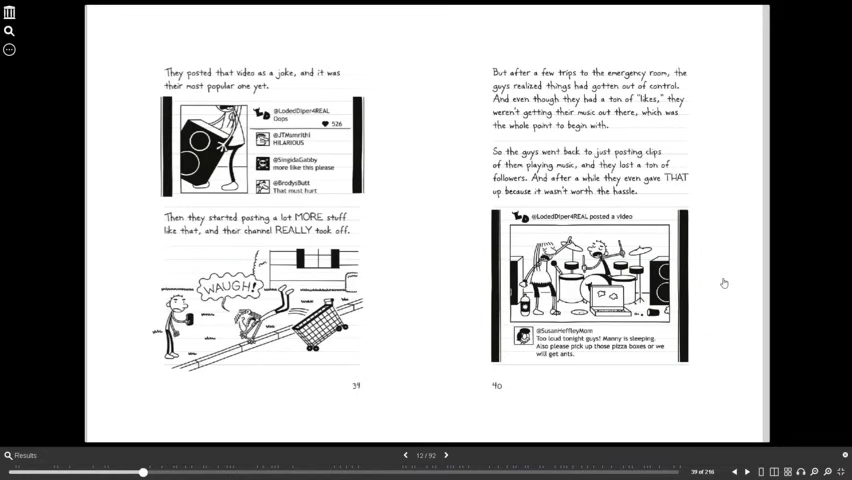 They posted that video as a joke, and it was
their most popular one yet.
@LodedDiper4REAL
Oops
526
@JTMsmrithl
HILARIOUS
@SingidaGabby
more like this please
@BrodysButt
That must hurt
Then they started posting a lot MORE stuff
like that, and their channel REALLY took off.
WAUGH!
39
But after a few trips to the emergency room, the
guys realized things had gotten out of control.
And even though they had a ton of "likes," they
weren't getting their music out there, which was
the whole point to begin with.
So the guys went back to just posting clips
of them playing music, and they lost a ton of
followers. And after a while they even gave THAT
up because it wasn't worth the hassle.
@LodedDiper4REAL posted a video
@SusanHeffleyMom
Too loud tonight guys! Manny is sleeping.
Also please pick up those pizza boxes or we
will get ants.
40
Results
12 / 92
39 of 216